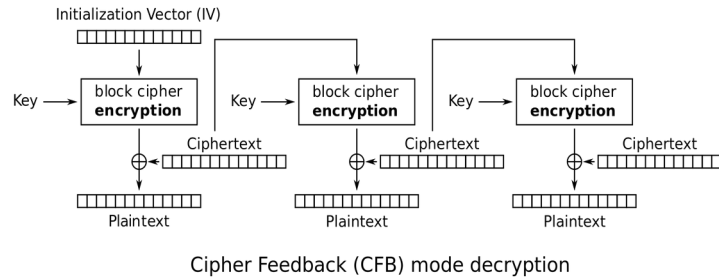 Initialization Vector (IV)
Key
block cipher
encryption
Key
block cipher
encryption
Key
block cipher
encryption
Ciphertext
Ciphertext
Ciphertext
Plaintext
Plaintext
Plaintext
Cipher Feedback (CFB) mode decryption